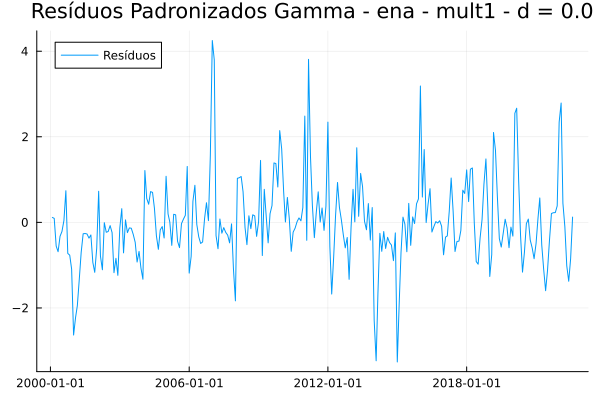 Resíduos Padronizados Gamma - ena - mult1 - d = 0.0
Resíduos
4
2
0
−2
2000-01-01 2006-01-01 2012-01-01 2018-01-01